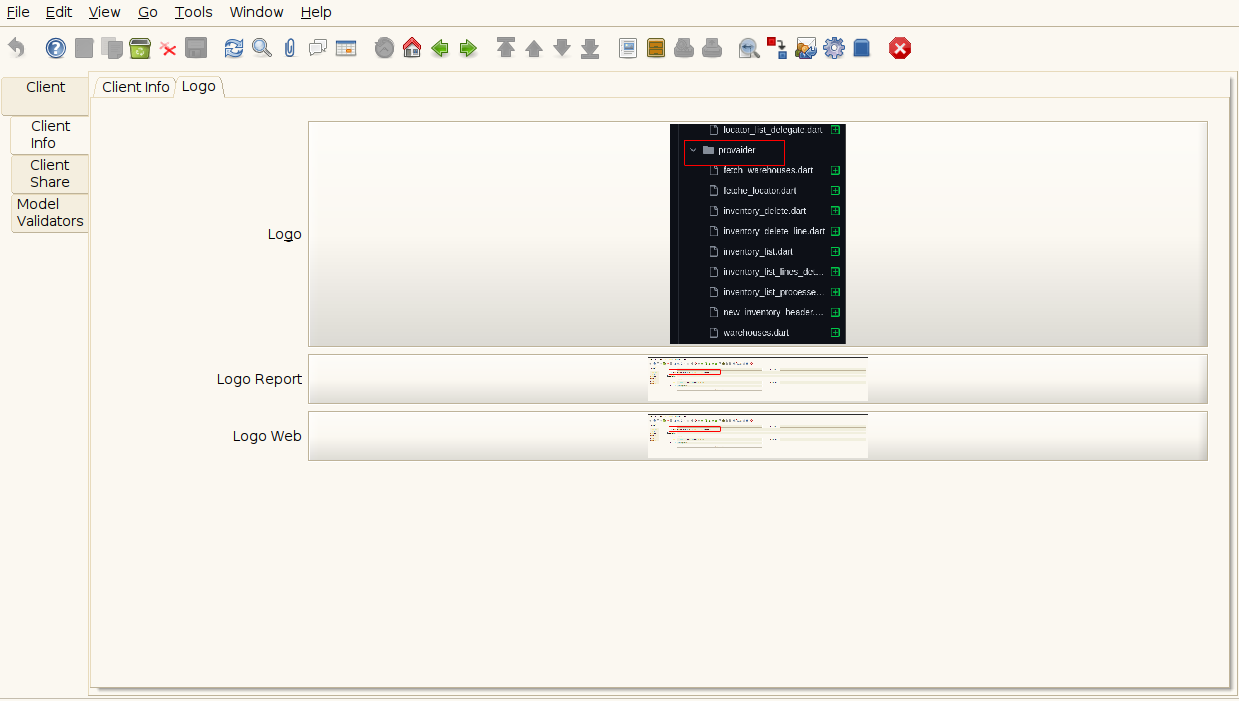 File Edit View Go Tools Window Help
Client
Client Info
Client Share
Model Validators
Client Info Logo
Logo
locator_list_delegate.dart
provaider
fetch_warehouses.dart
fetche_locator.dart
inventory_delete.dart
inventory_delete_line.dart
inventory_list.dart
inventory_list_lines_det...
inventory_list_processe...
new_inventory_header....
warehouses.dart
Logo Report
Logo Web